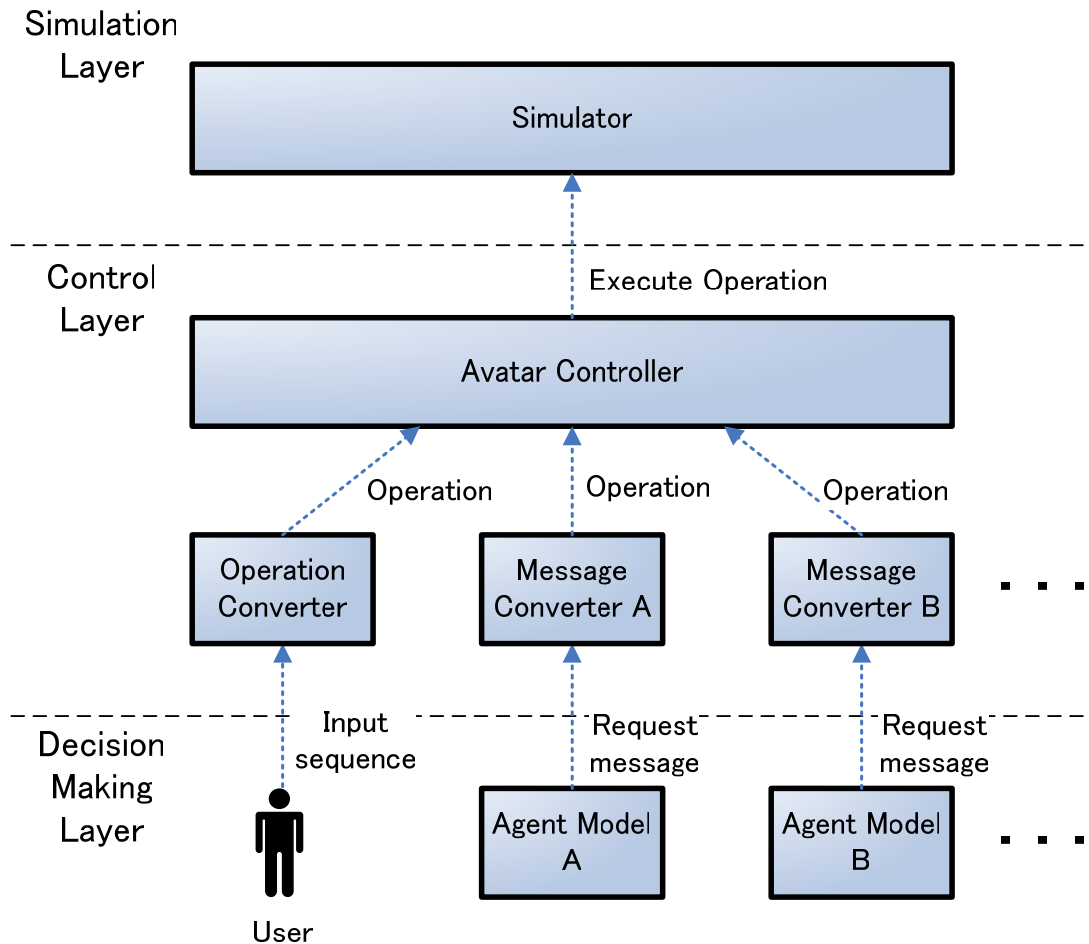 Simulation
Layer
Simulator
Control
Layer
Execute Operation
Avatar Controller
Operation
Operation
Operation
Operation
Converter
Message
Converter A
Message
Converter B
. . .
Decision
Making
Layer
Input
sequence
Request
message
Request
message
Agent Model
A
Agent Model
B
. . .
User